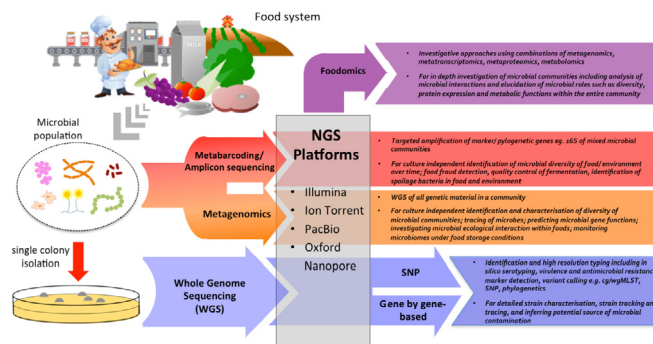 Food system
MILK
Foodomics
• Investigative approaches using combinations of metagenomics,
metatranscriptomics, metaproteomics, metabolomics
• For in depth investigation of microbial communities including analysis of
microbial interactions and elucidation of microbial roles such as diversity,
protein expression and metabolic functions within the entire community
Microbial
population
Metabarcoding/
Amplicon sequencing
Metagenomics
NGS
Platforms
• Illumina
• Ion Torrent
• PacBio
• Oxford
Nanopore
• Targeted amplification of marker/ pylogenetic genes eg. 16S of mixed microbial
communities
• For culture independent identification of microbial diversity of food/environment
over time; food fraud detection, quality control of fermentation, identification of
spoilage bacteria in food and environment
• WGS of all genetic material in a community
• For culture independent identification and characterisation of diversity of
microbial communities; tracing of microbes; predicting microbial gene functions;
investigating microbial ecological interaction within foods; monitoring
microbiomes under food storage conditions
single colony
isolation
Whole Genome
Sequencing
(WGS)
SNP
Gene by gene-
based
• Identification and high resolution typing including in
silico serotyping, virulence and antimicrobial resistanc
marker detection, variant calling e.g. cg/wgMLST,
SNP, phylogenetics
• For detailed strain characterisation, strain tracking an
tracing, and inferring potential source of microbial
contamination